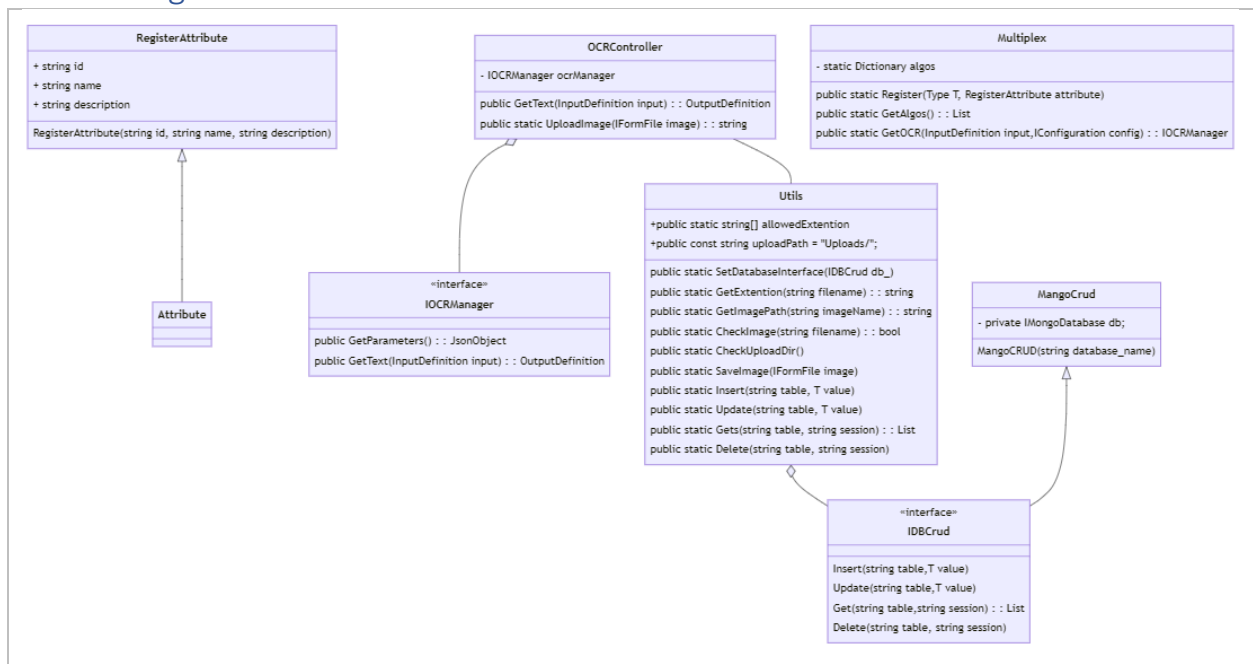 RegisterAttribute
+ string id
+ string name
+ string description
RegisterAttribute(string id, string name, string description)
Attribute
OCRController
- IOCRManager ocrManager
public GetText(InputDefinition input) : : OutputDefinition
public static UploadImage(IFormFile image) : : string
«interface»
IOCRManager
public GetParameters() : : JsonObject
public GetText(InputDefinition input) : : OutputDefinition
Multiplex
- static Dictionary algos
public static Register(Type T, RegisterAttribute attribute)
public static GetAlgos() : : List
public static GetOCR(InputDefinition input,IConfiguration config) : : IOCRManager
Utils
+public static string[] allowedExtention
+public const string uploadPath = "Uploads/";
public static SetDatabaseInterface(IDBCrud db_)
public static GetExtention(string filename) : : string
public static GetImagePath(string imageName) : : string
public static CheckImage(string filename) : : bool
public static CheckUploadDir()
public static SaveImage(IFormFile image)
public static Insert(string table, T value)
public static Update(string table, T value)
public static Gets(string table, string session) : : List
public static Delete(string table, string session)
MangoCrud
- private IMongoDatabase db;
MangoCRUD(string database_name)
«interface»
IDBCrud
Insert(string table,T value)
Update(string table,T value)
Get(string table,string session) : : List
Delete(string table, string session)